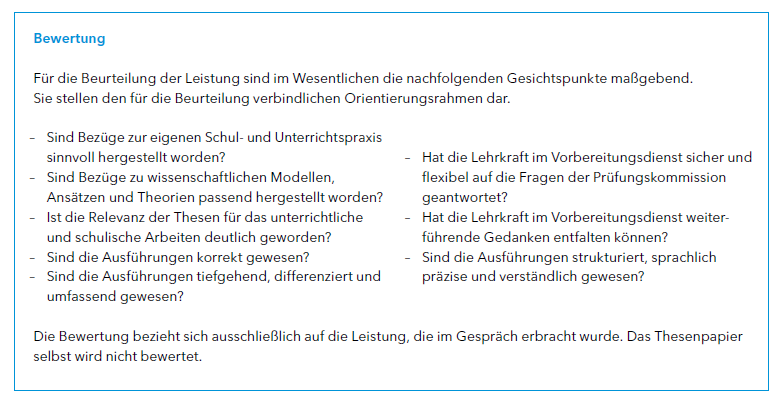 Bewertung
Für die Beurteilung der Leistung sind im Wesentlichen die nachfolgenden Gesichtspunkte maßgebend.
Sie stellen den für die Beurteilung verbindlichen Orientierungsrahmen dar.
– Sind Bezüge zur eigenen Schul- und Unterrichtspraxis
sinnvoll hergestellt worden?
– Sind Bezüge zu wissenschaftlichen Modellen,
Ansätzen und Theorien passend hergestellt worden?
– Ist die Relevanz der Thesen für das unterrichtliche
und schulische Arbeiten deutlich geworden?
– Sind die Ausführungen korrekt gewesen?
– Sind die Ausführungen tiefgehend, differenziert und
umfassend gewesen?
– Hat die Lehrkraft im Vorbereitungsdienst sicher und
flexibel auf die Fragen der Prüfungskommission
geantwortet?
– Hat die Lehrkraft im Vorbereitungsdienst weiter-
führende Gedanken entfalten können?
– Sind die Ausführungen strukturiert, sprachlich
präzise und verständlich gewesen?
Die Bewertung bezieht sich ausschließlich auf die Leistung, die im Gespräch erbracht wurde. Das Thesenpapier
selbst wird nicht bewertet.